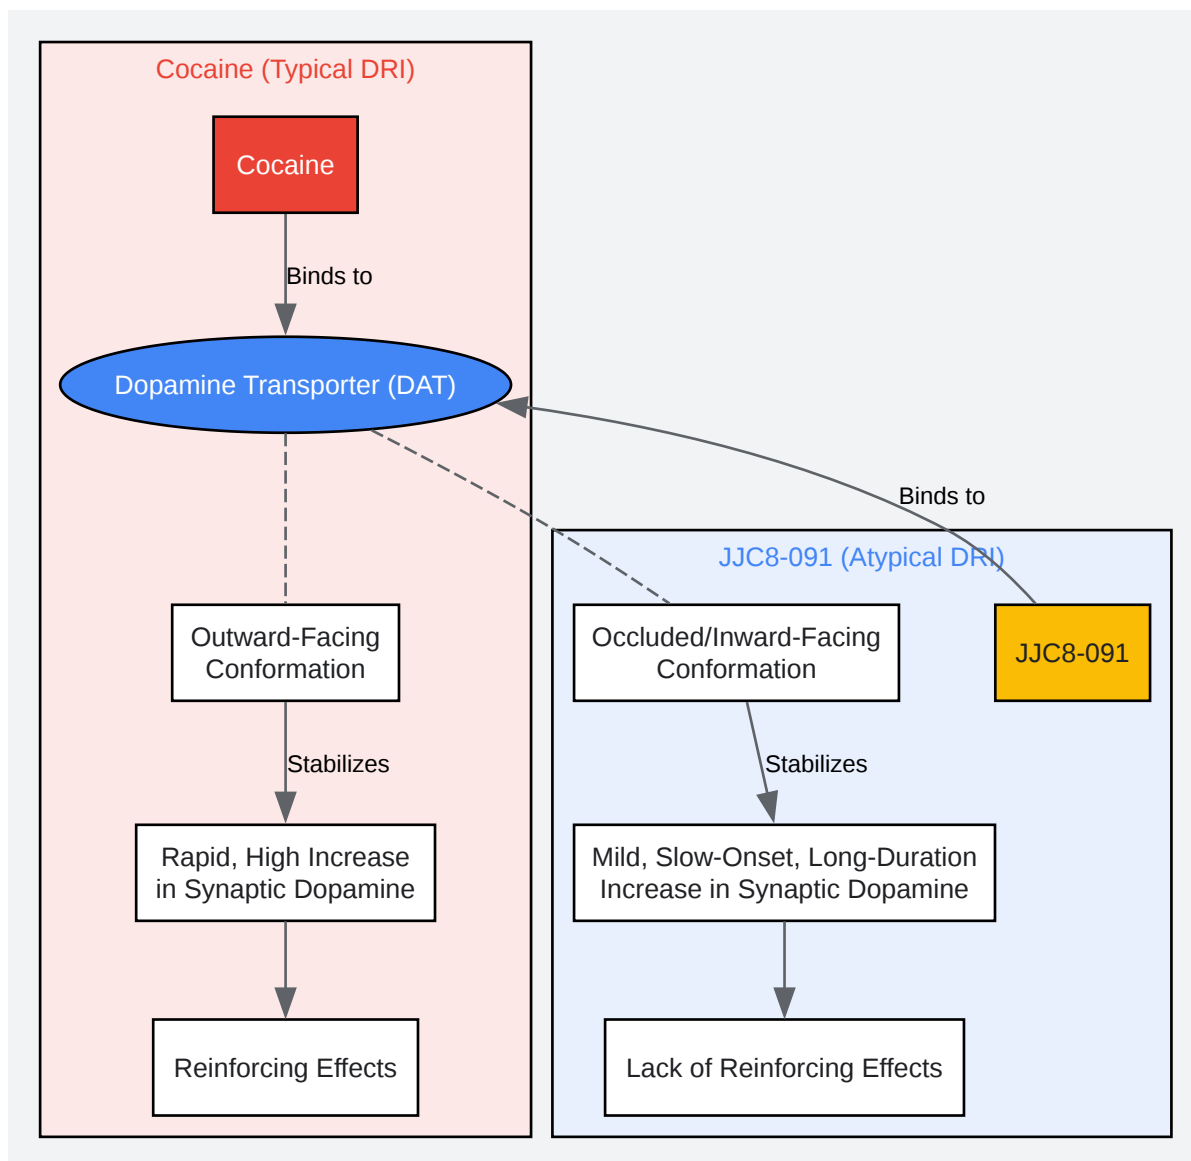 Cocaine (Typical DRI)
Cocaine
Binds to
Dopamine Transporter (DAT)
Binds to
JJC8-091 (Atypical DRI)
Outward-Facing
Conformation
Occluded/Inward-Facing
Conformation
JJC8-091
Stabilizes
Stabilizes
Rapid, High Increase
in Synaptic Dopamine
Mild, Slow-Onset, Long-Duration
Increase in Synaptic Dopamine
Reinforcing Effects
Lack of Reinforcing Effects